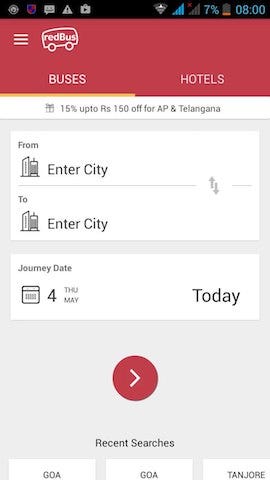 7% 08:00
redBus
BUSES HOTELS
15% upto Rs 150 off for AP & Telangana
From
Enter City
To
Enter City
Journey Date
4 THU MAY Today
Recent Searches
GOA GOA TANJORE